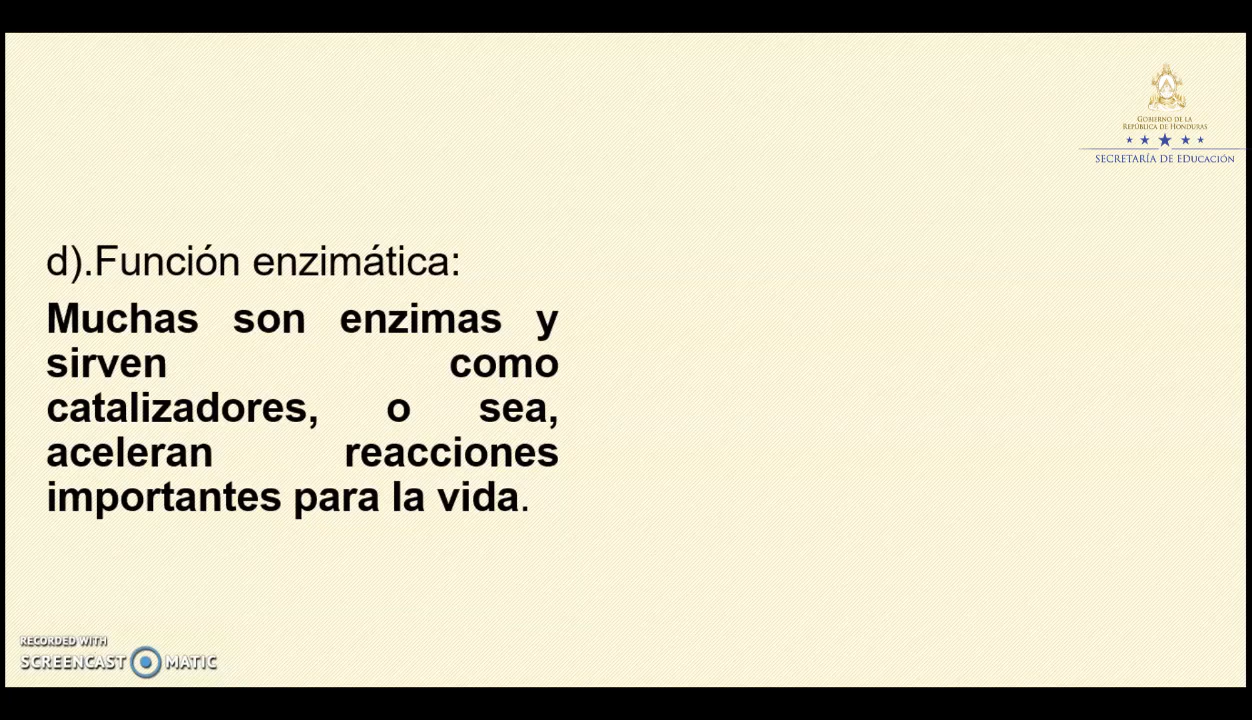 GOBIERNO DE LA
REPÚBLICA DE HONDURAS
SECRETARÍA DE EDUCACIÓN
d).Función enzimática:
Muchas son enzimas y
sirven como
catalizadores, o sea,
aceleran reacciones
importantes para la vida.
RECORDED WITH
SCREENCAST MATIC